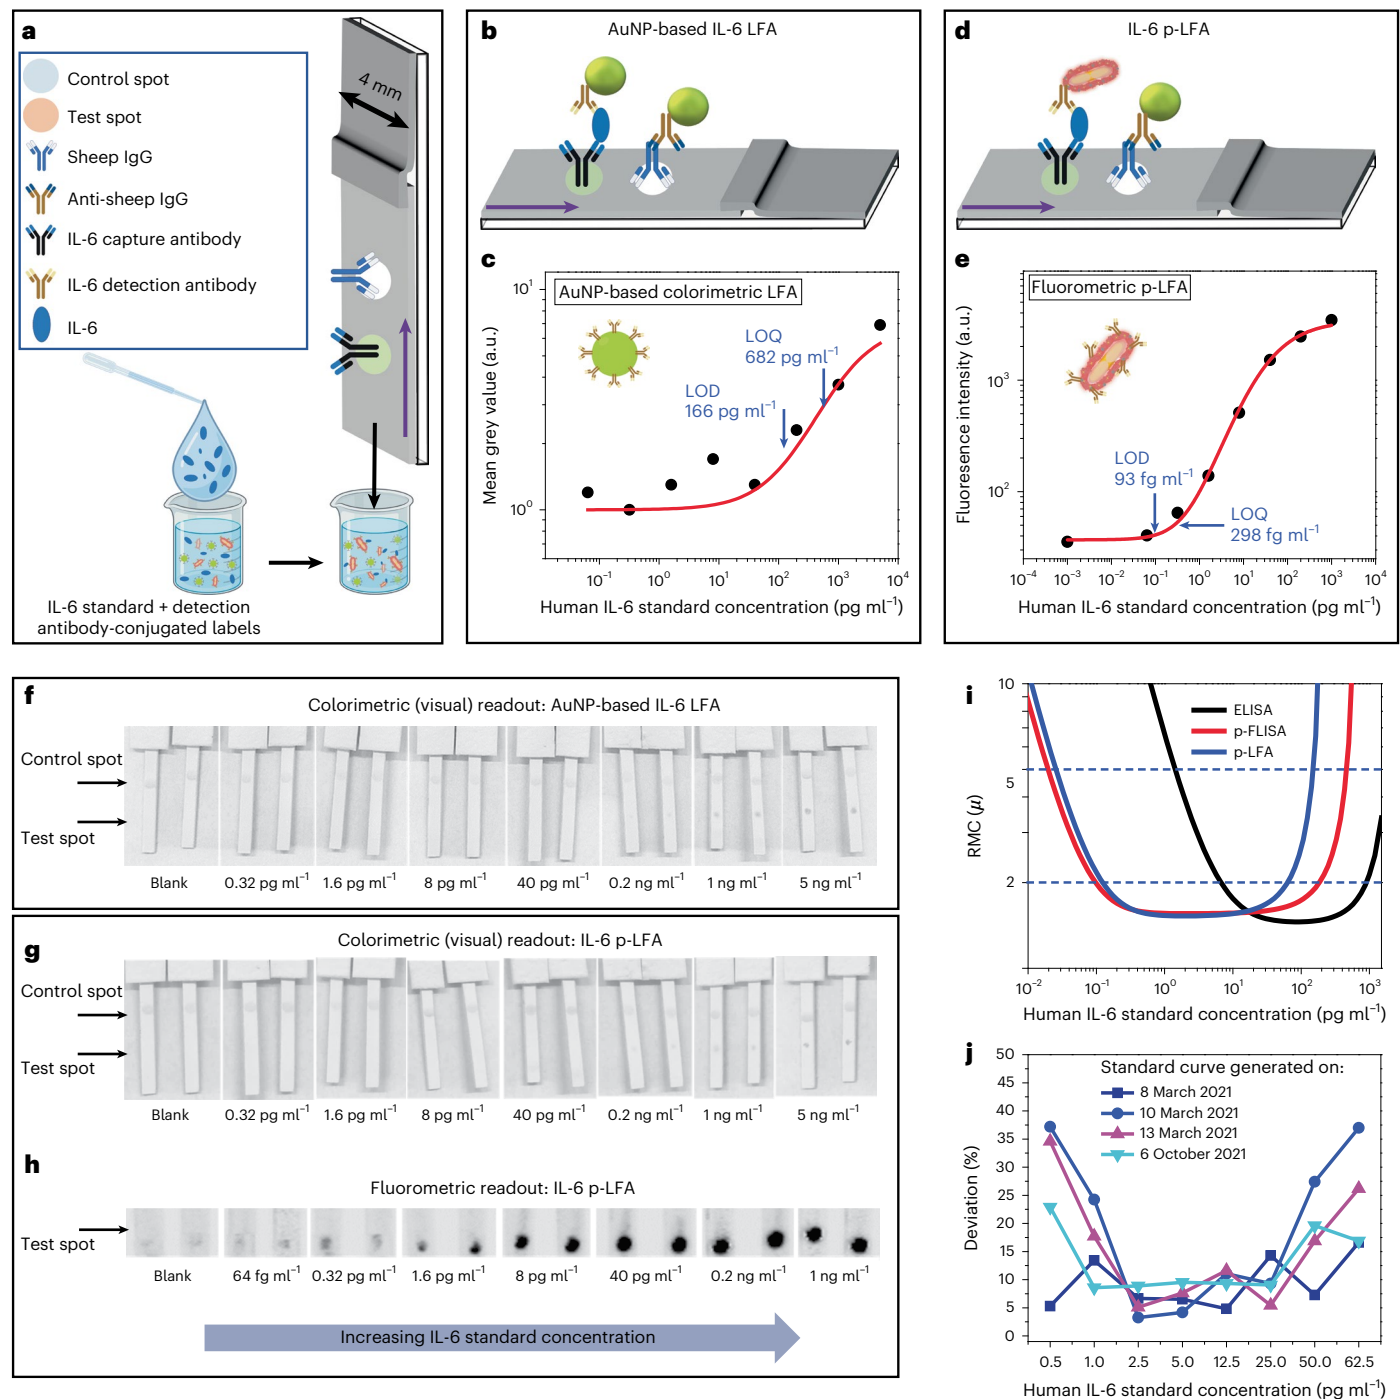 a
Control spot
Test spot
Sheep IgG
Anti-sheep IgG
IL-6 capture antibody
IL-6 detection antibody
IL-6
4 mm
IL-6 standard + detection
antibody-conjugated labels
b
AuNP-based IL-6 LFA
c
AuNP-based colorimetric LFA
LOQ
682 pg ml⁻¹
LOD
166 pg ml⁻¹
Mean grey value (a.u.)
10¹
10⁰
10⁻¹ 10⁰ 10¹ 10² 10³ 10⁴
Human IL-6 standard concentration (pg ml⁻¹)
d
IL-6 p-LFA
e
Fluorometric p-LFA
LOD
93 fg ml⁻¹
LOQ
298 fg ml⁻¹
Fluoresence intensity (a.u.)
10³
10²
10⁻⁴ 10⁻³ 10⁻² 10⁻¹ 10⁰ 10¹ 10² 10³ 10⁴
Human IL-6 standard concentration (pg ml⁻¹)
f
Colorimetric (visual) readout: AuNP-based IL-6 LFA
Control spot
Test spot
Blank 0.32 pg ml⁻¹ 1.6 pg ml⁻¹ 8 pg ml⁻¹ 40 pg ml⁻¹ 0.2 ng ml⁻¹ 1 ng ml⁻¹ 5 ng ml⁻¹
g
Colorimetric (visual) readout: IL-6 p-LFA
Control spot
Test spot
Blank 0.32 pg ml⁻¹ 1.6 pg ml⁻¹ 8 pg ml⁻¹ 40 pg ml⁻¹ 0.2 ng ml⁻¹ 1 ng ml⁻¹ 5 ng ml⁻¹
h
Fluorometric readout: IL-6 p-LFA
Test spot
Blank 64 fg ml⁻¹ 0.32 pg ml⁻¹ 1.6 pg ml⁻¹ 8 pg ml⁻¹ 40 pg ml⁻¹ 0.2 ng ml⁻¹ 1 ng ml⁻¹
Increasing IL-6 standard concentration
i
ELISA
p-FLISA
p-LFA
RMC (μ)
10
5
2
10⁻² 10⁻¹ 10⁰ 10¹ 10² 10³
Human IL-6 standard concentration (pg ml⁻¹)
j
Standard curve generated on:
8 March 2021
10 March 2021
13 March 2021
6 October 2021
Deviation (%)
50
45
40
35
30
25
20
15
10
5
0
0.5 1.0 2.5 5.0 12.5 25.0 50.0 62.5
Human IL-6 standard concentration (pg ml⁻¹)